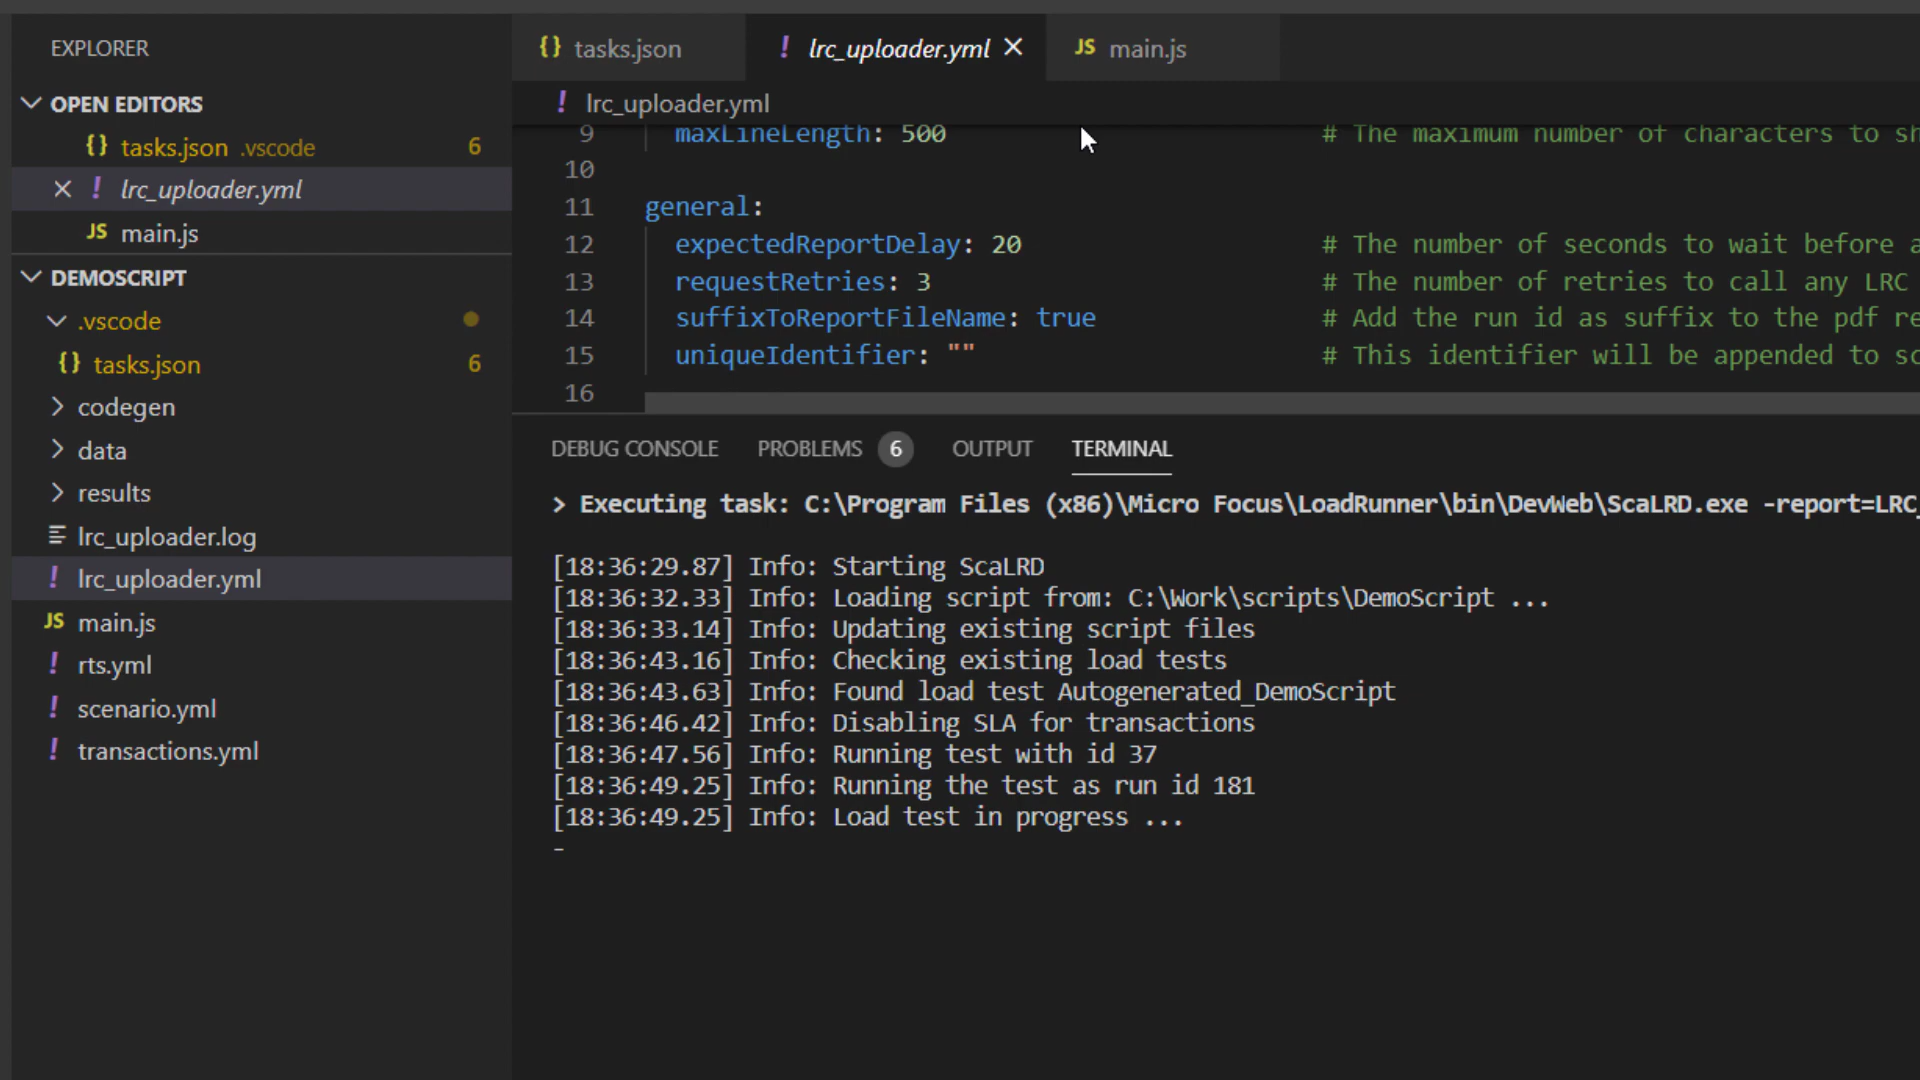 EXPLORER
OPEN EDITORS
{} tasks.json .vscode 6
! lrc_uploader.yml
JS main.js
DEMOSCRIPT
.vscode
{} tasks.json 6
codegen
data
results
lrc_uploader.log
! lrc_uploader.yml
JS main.js
! rts.yml
! scenario.yml
! transactions.yml
{} tasks.json ! lrc_uploader.yml JS main.js
! lrc_uploader.yml
9 maxLineLength: 500 # The maximum number of characters to sh
10
11 general:
12 expectedReportDelay: 20 # The number of seconds to wait before a
13 requestRetries: 3 # The number of retries to call any LRC
14 suffixToReportFileName: true # Add the run id as suffix to the pdf re
15 uniqueIdentifier: "" # This identifier will be appended to sc
16
DEBUG CONSOLE PROBLEMS 6 OUTPUT TERMINAL
> Executing task: C:\Program Files (x86)\Micro Focus\LoadRunner\bin\DevWeb\ScaLRD.exe -report=LRC_
[18:36:29.87] Info: Starting ScaLRD
[18:36:32.33] Info: Loading script from: C:\Work\scripts\DemoScript ...
[18:36:33.14] Info: Updating existing script files
[18:36:43.16] Info: Checking existing load tests
[18:36:43.63] Info: Found load test Autogenerated_DemoScript
[18:36:46.42] Info: Disabling SLA for transactions
[18:36:47.56] Info: Running test with id 37
[18:36:49.25] Info: Running the test as run id 181
[18:36:49.25] Info: Load test in progress ...
-